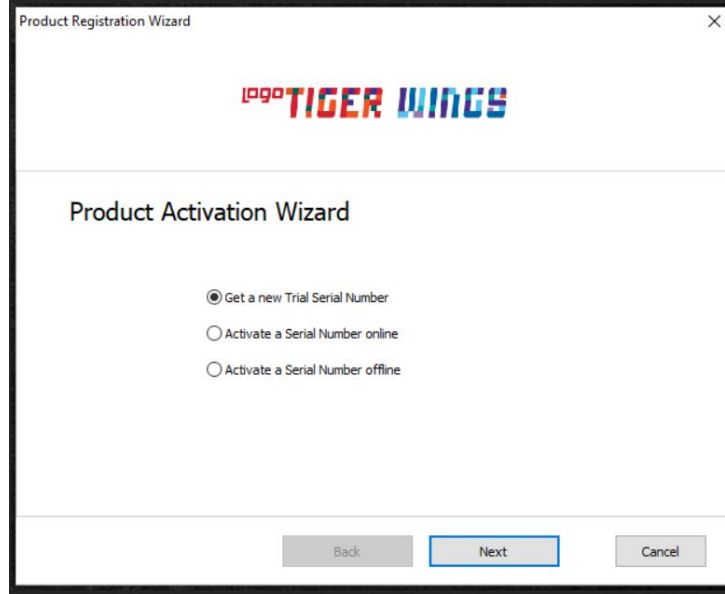 Product Registration Wizard
LOGO TIGER WINGS
Product Activation Wizard
Get a new Trial Serial Number
Activate a Serial Number online
Activate a Serial Number offline
Back Next Cancel